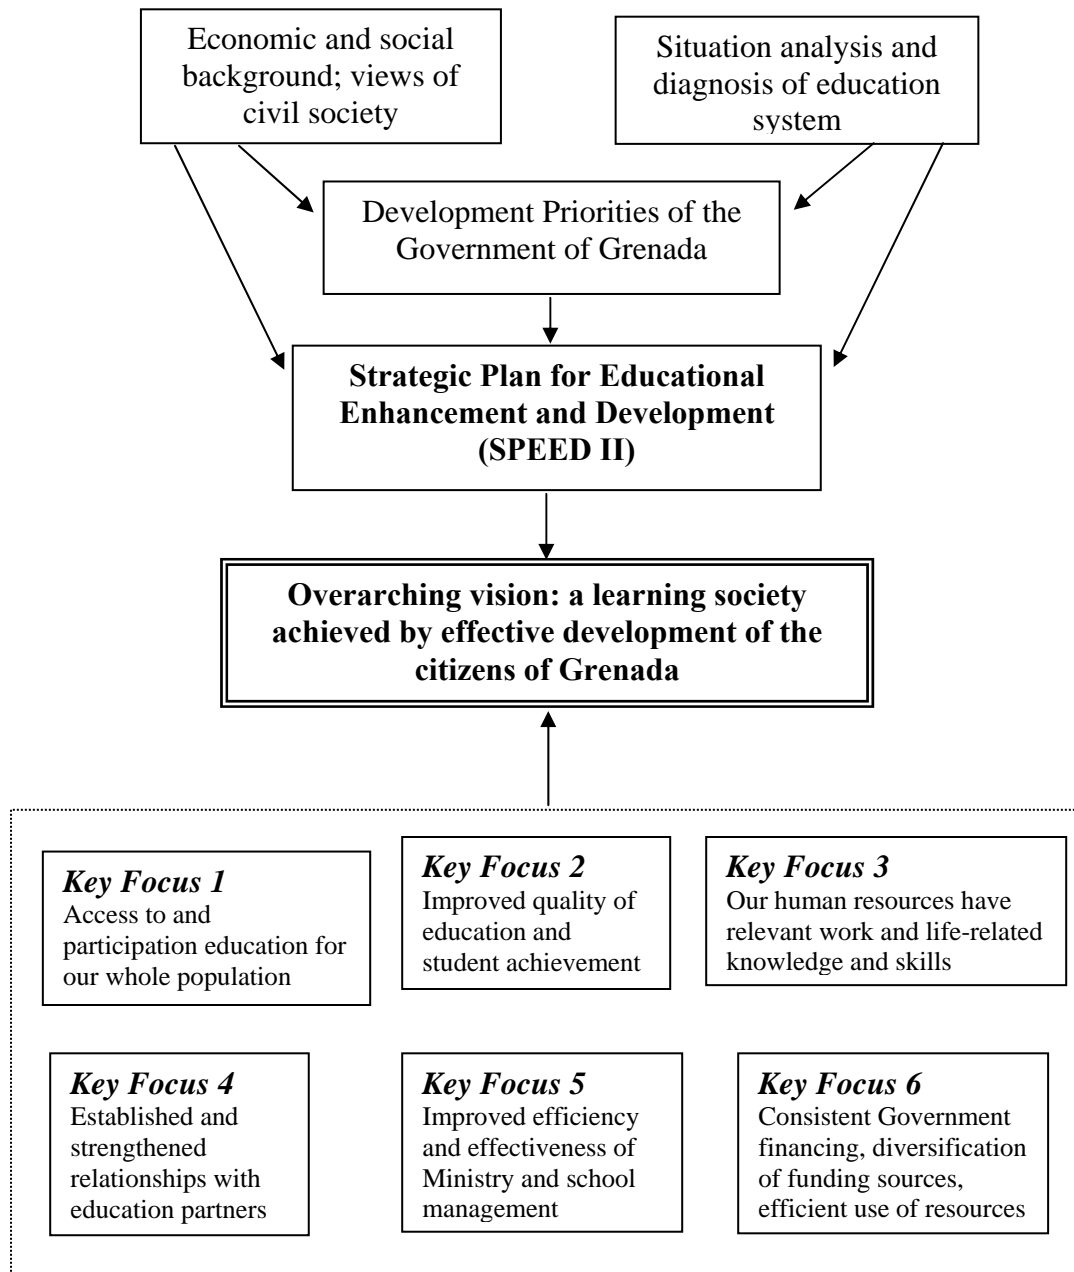 Economic and social
background; views of
civil society
Situation analysis and
diagnosis of education
system
Development Priorities of the
Government of Grenada
Strategic Plan for Educational
Enhancement and Development
(SPEED II)
Overarching vision: a learning society
achieved by effective development of the
citizens of Grenada
Key Focus 1
Access to and
participation education for
our whole population
Key Focus 2
Improved quality of
education and
student achievement
Key Focus 3
Our human resources have
relevant work and life-related
knowledge and skills
Key Focus 4
Established and
strengthened
relationships with
education partners
Key Focus 5
Improved efficiency
and effectiveness of
Ministry and school
management
Key Focus 6
Consistent Government
financing, diversification
of funding sources,
efficient use of resources